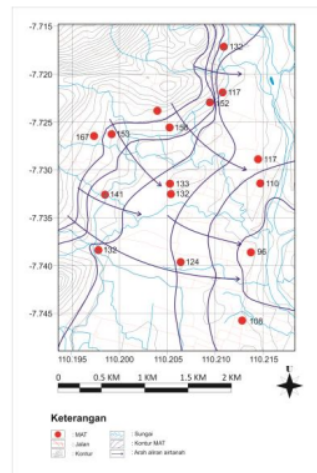 -7.715
-7.720
-7.725
-7.730
-7.735
-7.740
-7.745
132
117
152
156
167
153
117
133
132
110
141
132
124
96
108
110.195 110.200 110.205 110.210 110.215
0 0.5 1 KM 1.5 KM 2 KM
U
Keterangan
: MAT
: Jalan
: Kontur
: Sungai
: Kontur MAT
: Arah aliran airtanah